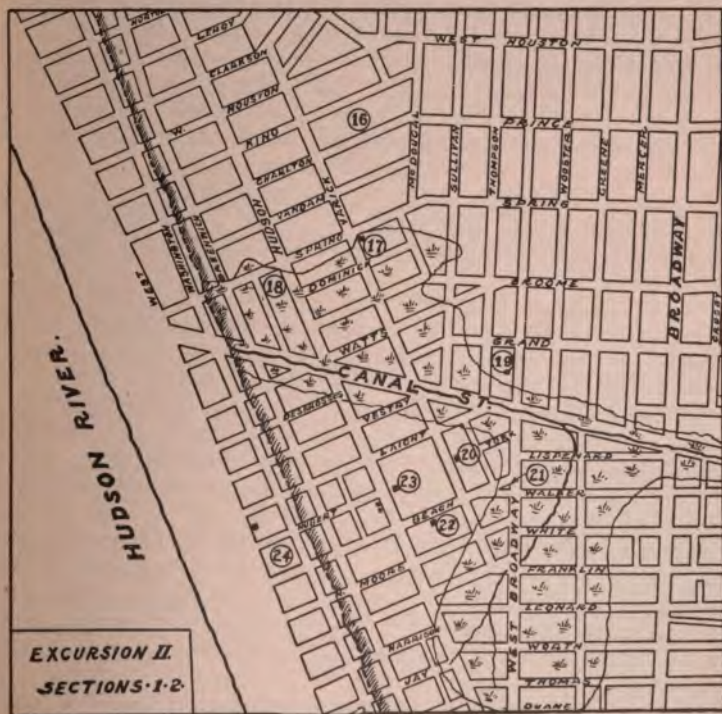 LEROY
CLARKSON
W. HOUSTON
KING
CHARLTON
VANDAM
SPRING
DOMINICK
WATTS
CANAL ST.
DESBROSSES
VESTRY
LAIGHT
HUBERT
BEACH
MOORE
HARRISON
JAY
WEST
WASHINGTON
GREENWICH
HUDSON
VARICK
YORK
WEST HOUSTON
PRINCE
SPRING
BROOME
GRAND
LISPENARD
WALKER
WHITE
FRANKLIN
LEONARD
WORTH
THOMAS
DUANE
MCDOUGAL
SULLIVAN
THOMPSON
WOOSTER
GREENE
MERCER
BROADWAY
WEST BROADWAY
16
17
18
19
20
21
22
23
24
HUDSON RIVER.
EXCURSION II.
SECTIONS·1·2·